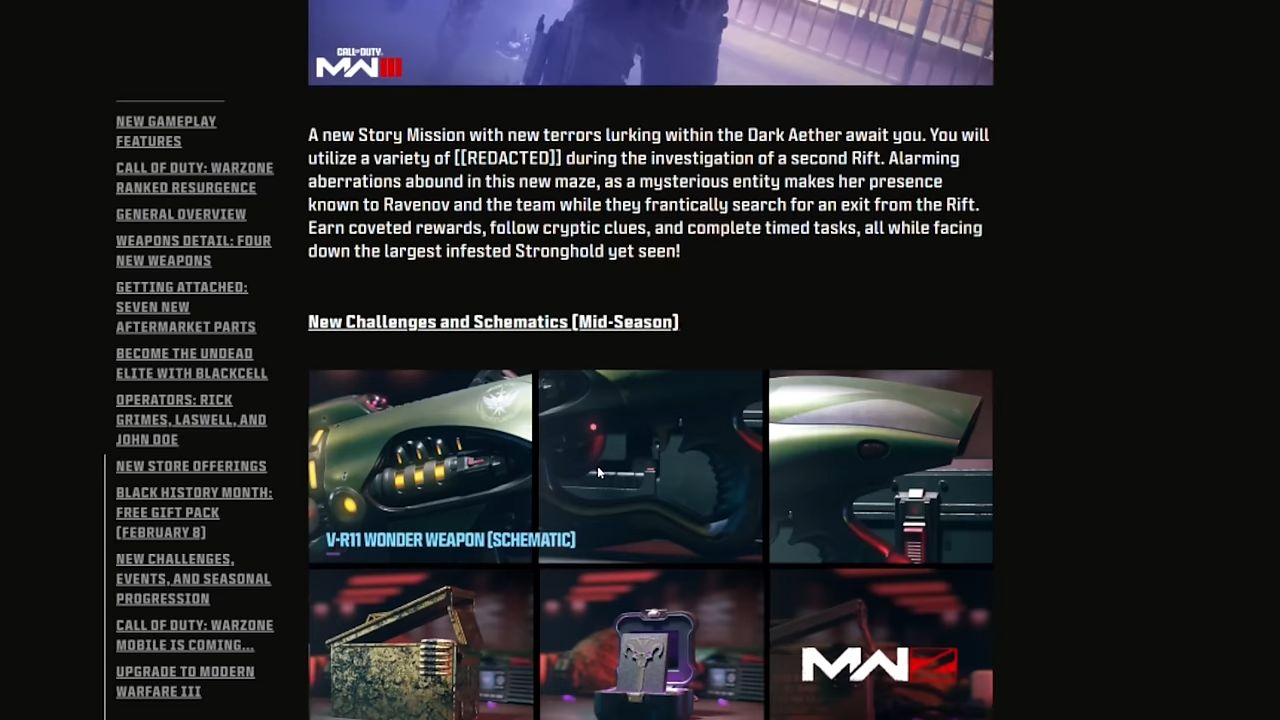 CALL OF DUTY
MW III
NEW GAMEPLAY
FEATURES
CALL OF DUTY: WARZONE
RANKED RESURGENCE
GENERAL OVERVIEW
WEAPONS DETAIL: FOUR
NEW WEAPONS
GETTING ATTACHED:
SEVEN NEW
AFTERMARKET PARTS
BECOME THE UNDEAD
ELITE WITH BLACKCELL
OPERATORS: RICK
GRIMES, LASWELL, AND
JOHN DOE
NEW STORE OFFERINGS
BLACK HISTORY MONTH:
FREE GIFT PACK
[FEBRUARY 8]
NEW CHALLENGES,
EVENTS, AND SEASONAL
PROGRESSION
CALL OF DUTY: WARZONE
MOBILE IS COMING...
UPGRADE TO MODERN
WARFARE III
A new Story Mission with new terrors lurking within the Dark Aether await you. You will
utilize a variety of [[REDACTED]] during the investigation of a second Rift. Alarming
aberrations abound in this new maze, as a mysterious entity makes her presence
known to Ravenov and the team while they frantically search for an exit from the Rift.
Earn coveted rewards, follow cryptic clues, and complete timed tasks, all while facing
down the largest infested Stronghold yet seen!
New Challenges and Schematics [Mid-Season]
V-R11 WONDER WEAPON [SCHEMATIC]
MW